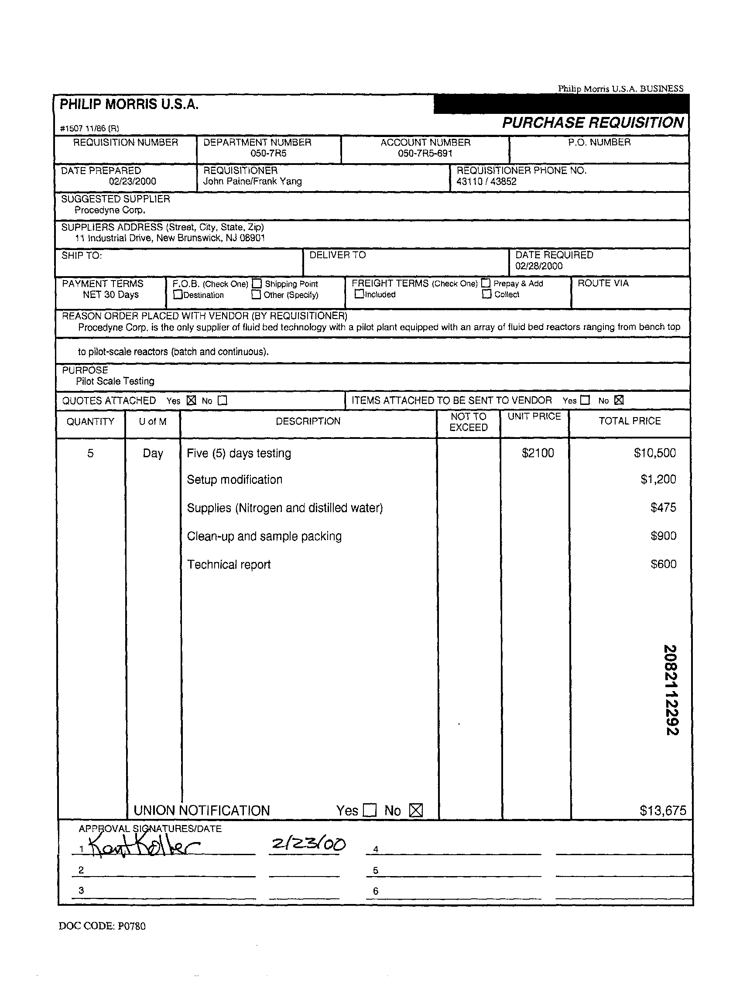 Philip Morris U.S.A. BUSINESS
PHILIP MORRIS U.S.A.
#1507 11/86 (R)
PURCHASE REQUISITION
REQUISITION NUMBER DEPARTMENT NUMBER ACCOUNT NUMBER P.O. NUMBER
050-7R5 050-7R5-691
DATE PREPARED REQUISITIONER REQUISITIONER PHONE NO.
02/23/2000 John Paine/Frank Yang 43110 / 43852
SUGGESTED SUPPLIER
Procedyne Corp.
SUPPLIERS ADDRESS (Street, City, State, Zip)
11 Industrial Drive, New Brunswick, NJ 08901
SHIP TO: DELIVER TO DATE REQUIRED
02/28/2000
PAYMENT TERMS F.O.B. (Check One) ☐ Shipping Point FREIGHT TERMS (Check One) ☐ Prepay & Add ROUTE VIA
NET 30 Days ☐ Destination ☐ Other (Specify) ☐ Included ☐ Collect
REASON ORDER PLACED WITH VENDOR (BY REQUISITIONER)
Procedyne Corp. is the only supplier of fluid bed technology with a pilot plant equipped with an array of fluid bed reactors ranging from bench top
to pilot-scale reactors (batch and continuous).
PURPOSE
Pilot Scale Testing
QUOTES ATTACHED Yes ☒ No ☐ ITEMS ATTACHED TO BE SENT TO VENDOR Yes ☐ No ☒
QUANTITY U of M DESCRIPTION NOT TO EXCEED UNIT PRICE TOTAL PRICE
5 Day Five (5) days testing $2100 $10,500
Setup modification $1,200
Supplies (Nitrogen and distilled water) $475
Clean-up and sample packing $900
Technical report $600
2082112292
UNION NOTIFICATION Yes ☐ No ☒ $13,675
APPROVAL SIGNATURES/DATE
1 Kent Koller 2/23/00 4
2 5
3 6
DOC CODE: P0780